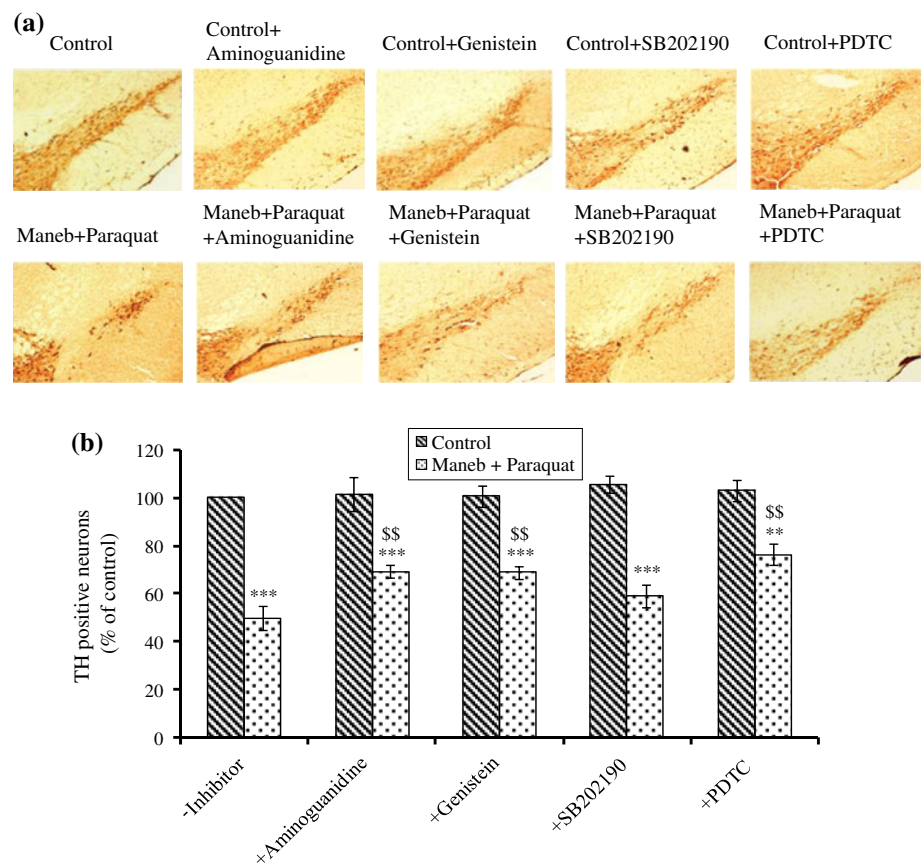 (a)
Control
Control+
Aminoguanidine
Control+Genistein
Control+SB202190
Control+PDTC
Maneb+Paraquat
Maneb+Paraquat
+Aminoguanidine
Maneb+Paraquat
+Genistein
Maneb+Paraquat
+SB202190
Maneb+Paraquat
+PDTC
(b)
Control
Maneb + Paraquat
TH positive neurons
(% of control)
120
100
80
60
40
20
0
***
$$
***
$$
***
***
$$
**
-Inhibitor
+Aminoguanidine
+Genistein
+SB202190
+PDTC